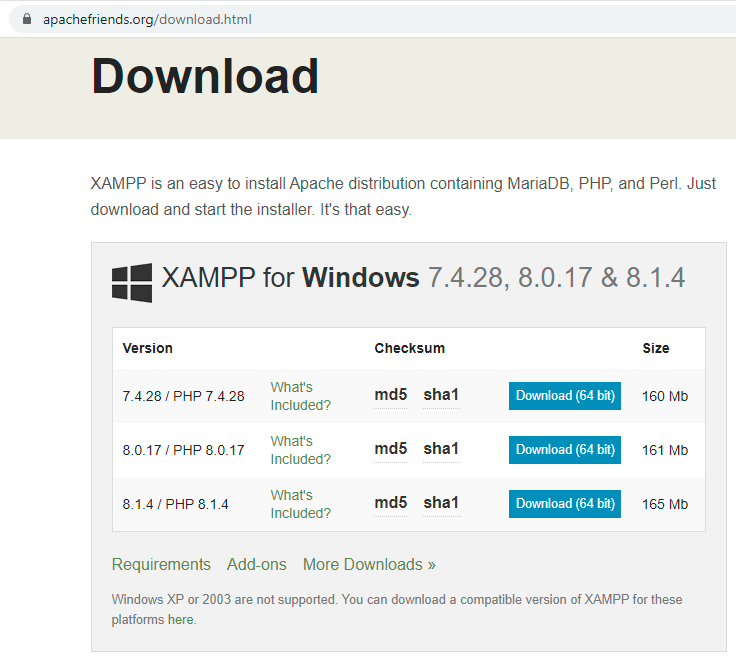 apachefriends.org/download.html
Download
XAMPP is an easy to install Apache distribution containing MariaDB, PHP, and Perl. Just
download and start the installer. It's that easy.
XAMPP for Windows 7.4.28, 8.0.17 & 8.1.4
Version Checksum Size
7.4.28 / PHP 7.4.28 What's Included? md5 sha1 Download (64 bit) 160 Mb
8.0.17 / PHP 8.0.17 What's Included? md5 sha1 Download (64 bit) 161 Mb
8.1.4 / PHP 8.1.4 What's Included? md5 sha1 Download (64 bit) 165 Mb
Requirements Add-ons More Downloads »
Windows XP or 2003 are not supported. You can download a compatible version of XAMPP for these
platforms here.